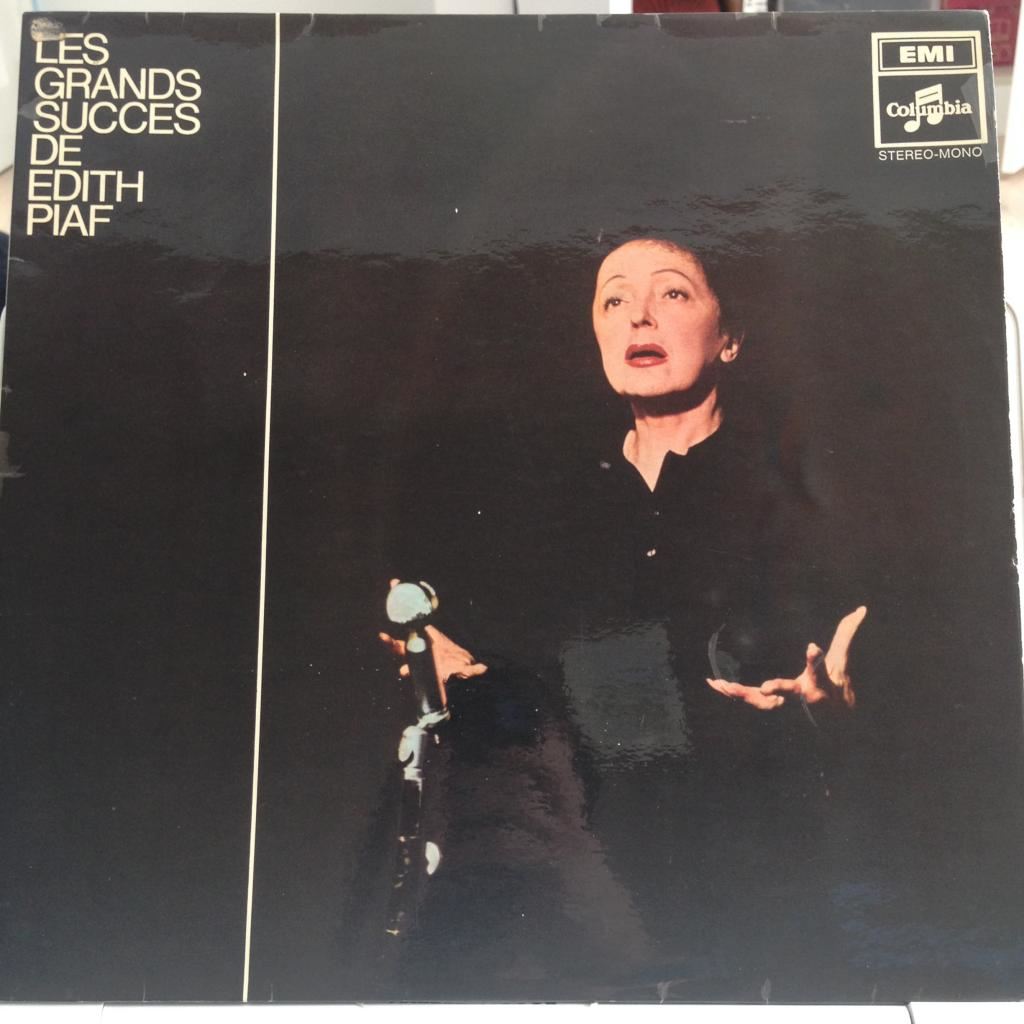 LES
GRANDS
SUCCES
DE
EDITH
PIAF
EMI
Columbia
STEREO-MONO